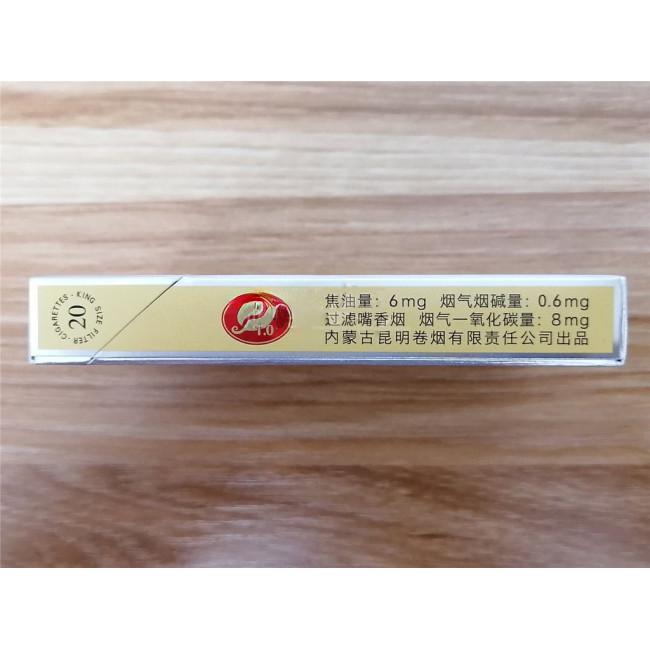 CIGARETTES · KING SIZE FILTER ·
20
1.0
焦油量：6mg 烟气烟碱量：0.6mg
过滤嘴香烟 烟气一氧化碳量：8mg
内蒙古昆明卷烟有限责任公司出品